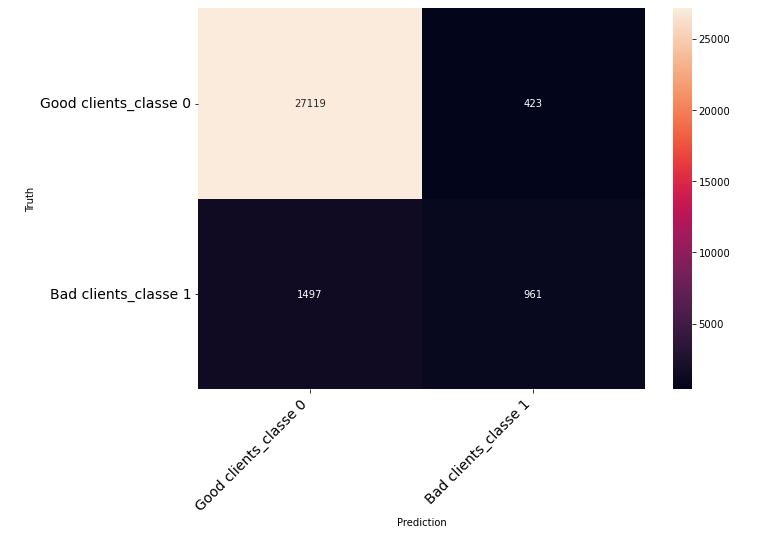 Good clients_classe 0
27119
423
Truth
Bad clients_classe 1
1497
961
Good clients_classe 0
Bad clients_classe 1
Prediction
25000
20000
15000
10000
5000